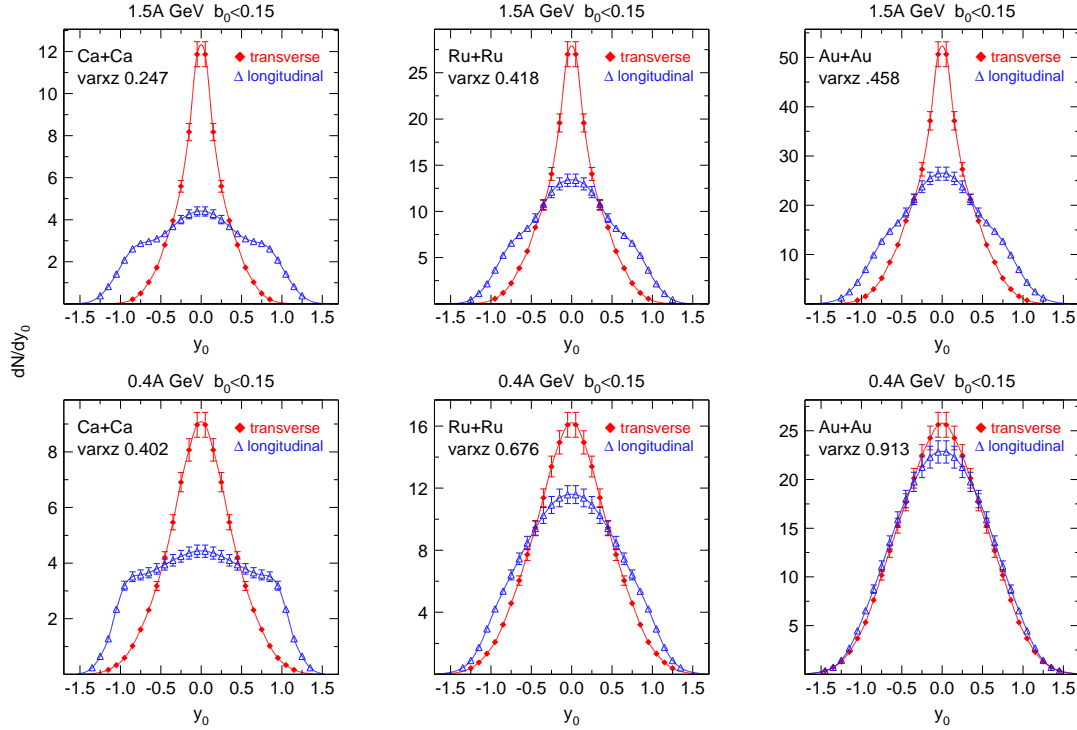 1.5A GeV b0<0.15
Ca+Ca
varxz 0.247
transverse
longitudinal
12
10
8
6
4
2
-1.5 -1.0 -0.5 0.0 0.5 1.0 1.5
y0
1.5A GeV b0<0.15
Ru+Ru
varxz 0.418
transverse
longitudinal
25
20
15
10
5
-1.5 -1.0 -0.5 0.0 0.5 1.0 1.5
y0
1.5A GeV b0<0.15
Au+Au
varxz .458
transverse
longitudinal
50
40
30
20
10
-1.5 -1.0 -0.5 0.0 0.5 1.0 1.5
y0
dN/dy0
0.4A GeV b0<0.15
Ca+Ca
varxz 0.402
transverse
longitudinal
8
6
4
2
-1.5 -1.0 -0.5 0.0 0.5 1.0 1.5
y0
0.4A GeV b0<0.15
Ru+Ru
varxz 0.676
transverse
longitudinal
16
12
8
4
-1.5 -1.0 -0.5 0.0 0.5 1.0 1.5
y0
0.4A GeV b0<0.15
Au+Au
varxz 0.913
transverse
longitudinal
25
20
15
10
5
-1.5 -1.0 -0.5 0.0 0.5 1.0 1.5
y0